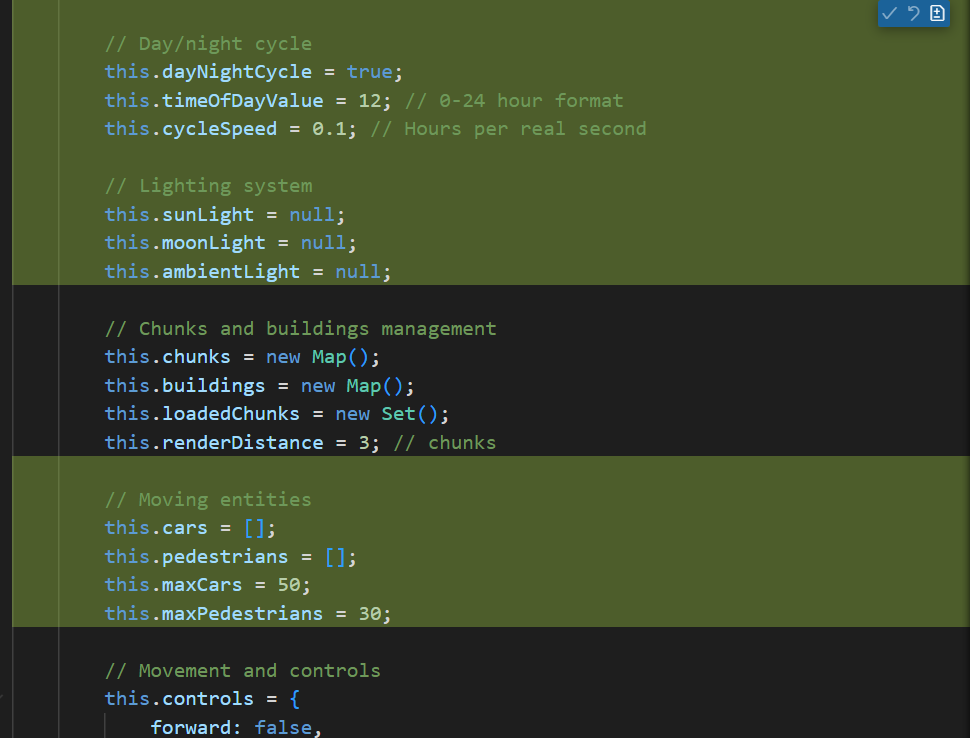 // Day/night cycle
this.dayNightCycle = true;
this.timeOfDayValue = 12; // 0-24 hour format
this.cycleSpeed = 0.1; // Hours per real second
// Lighting system
this.sunLight = null;
this.moonLight = null;
this.ambientLight = null;
// Chunks and buildings management
this.chunks = new Map();
this.buildings = new Map();
this.loadedChunks = new Set();
this.renderDistance = 3; // chunks
// Moving entities
this.cars = [];
this.pedestrians = [];
this.maxCars = 50;
this.maxPedestrians = 30;
// Movement and controls
this.controls = {
forward: false,